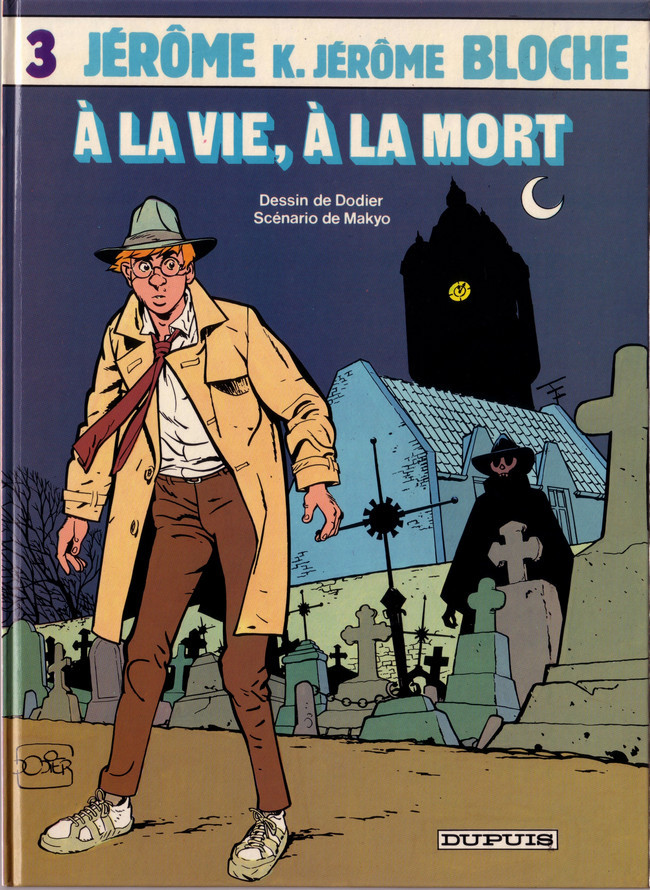 3 JÉRÔME K. JÉRÔME BLOCHE
À LA VIE, À LA MORT
Dessin de Dodier
Scénario de Makyo
DODIER
DUPUIS